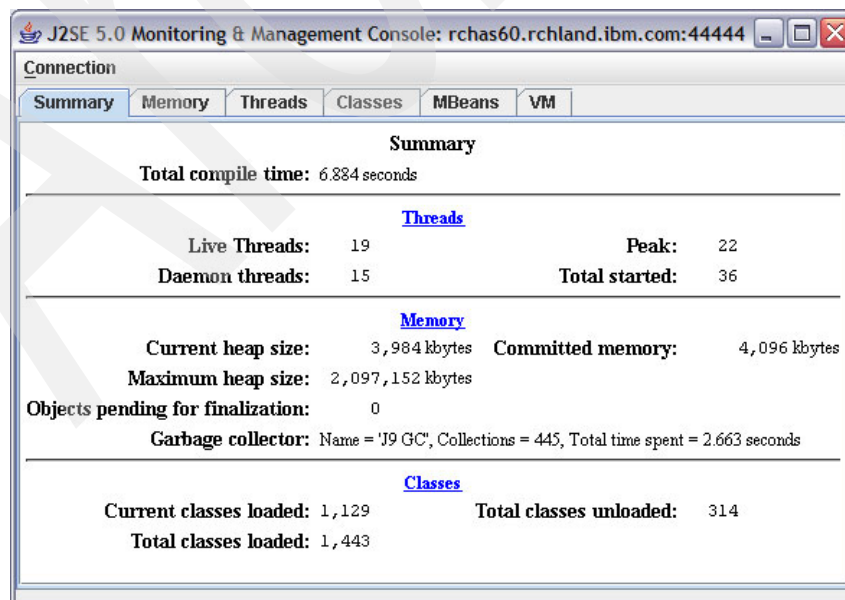 J2SE 5.0 Monitoring & Management Console: rchas60.rchland.ibm.com:44444
Connection
Summary Memory Threads Classes MBeans VM
Summary
Total compile time: 6.884 seconds
Threads
Live Threads: 19 Peak: 22
Daemon threads: 15 Total started: 36
Memory
Current heap size: 3,984 kbytes Committed memory: 4,096 kbytes
Maximum heap size: 2,097,152 kbytes
Objects pending for finalization: 0
Garbage collector: Name = 'J9 GC', Collections = 445, Total time spent = 2.663 seconds
Classes
Current classes loaded: 1,129 Total classes unloaded: 314
Total classes loaded: 1,443